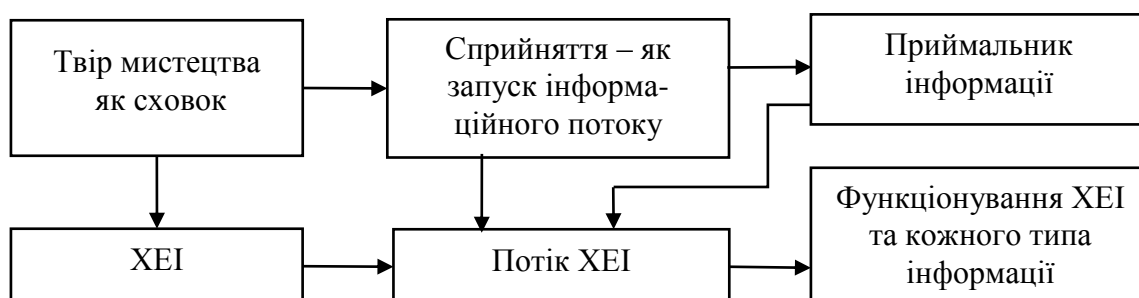 Твір мистецтва
як сховок
Сприйняття – як
запуск інформа-
ційного потоку
Приймальник
інформації
ХЕІ
Потік ХЕІ
Функціонування ХЕІ
та кожного типа
інформації